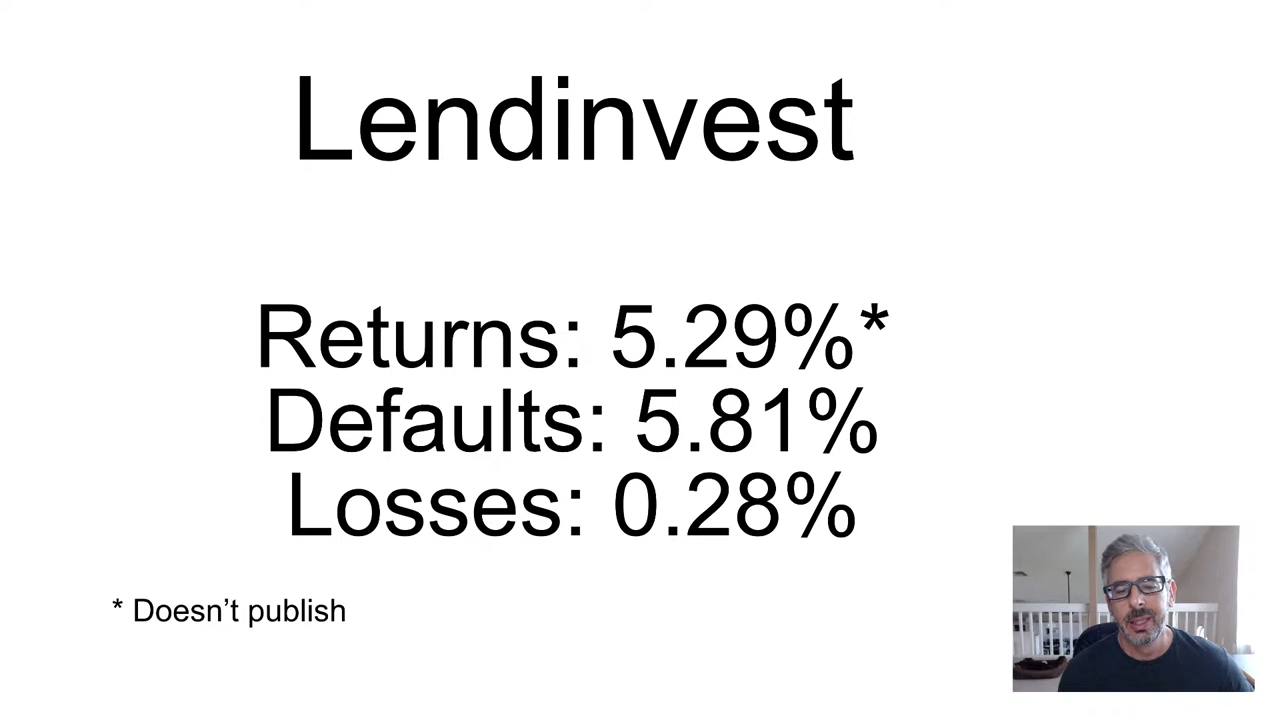 Lendinvest
Returns: 5.29%*
Defaults: 5.81%
Losses: 0.28%
* Doesn’t publish